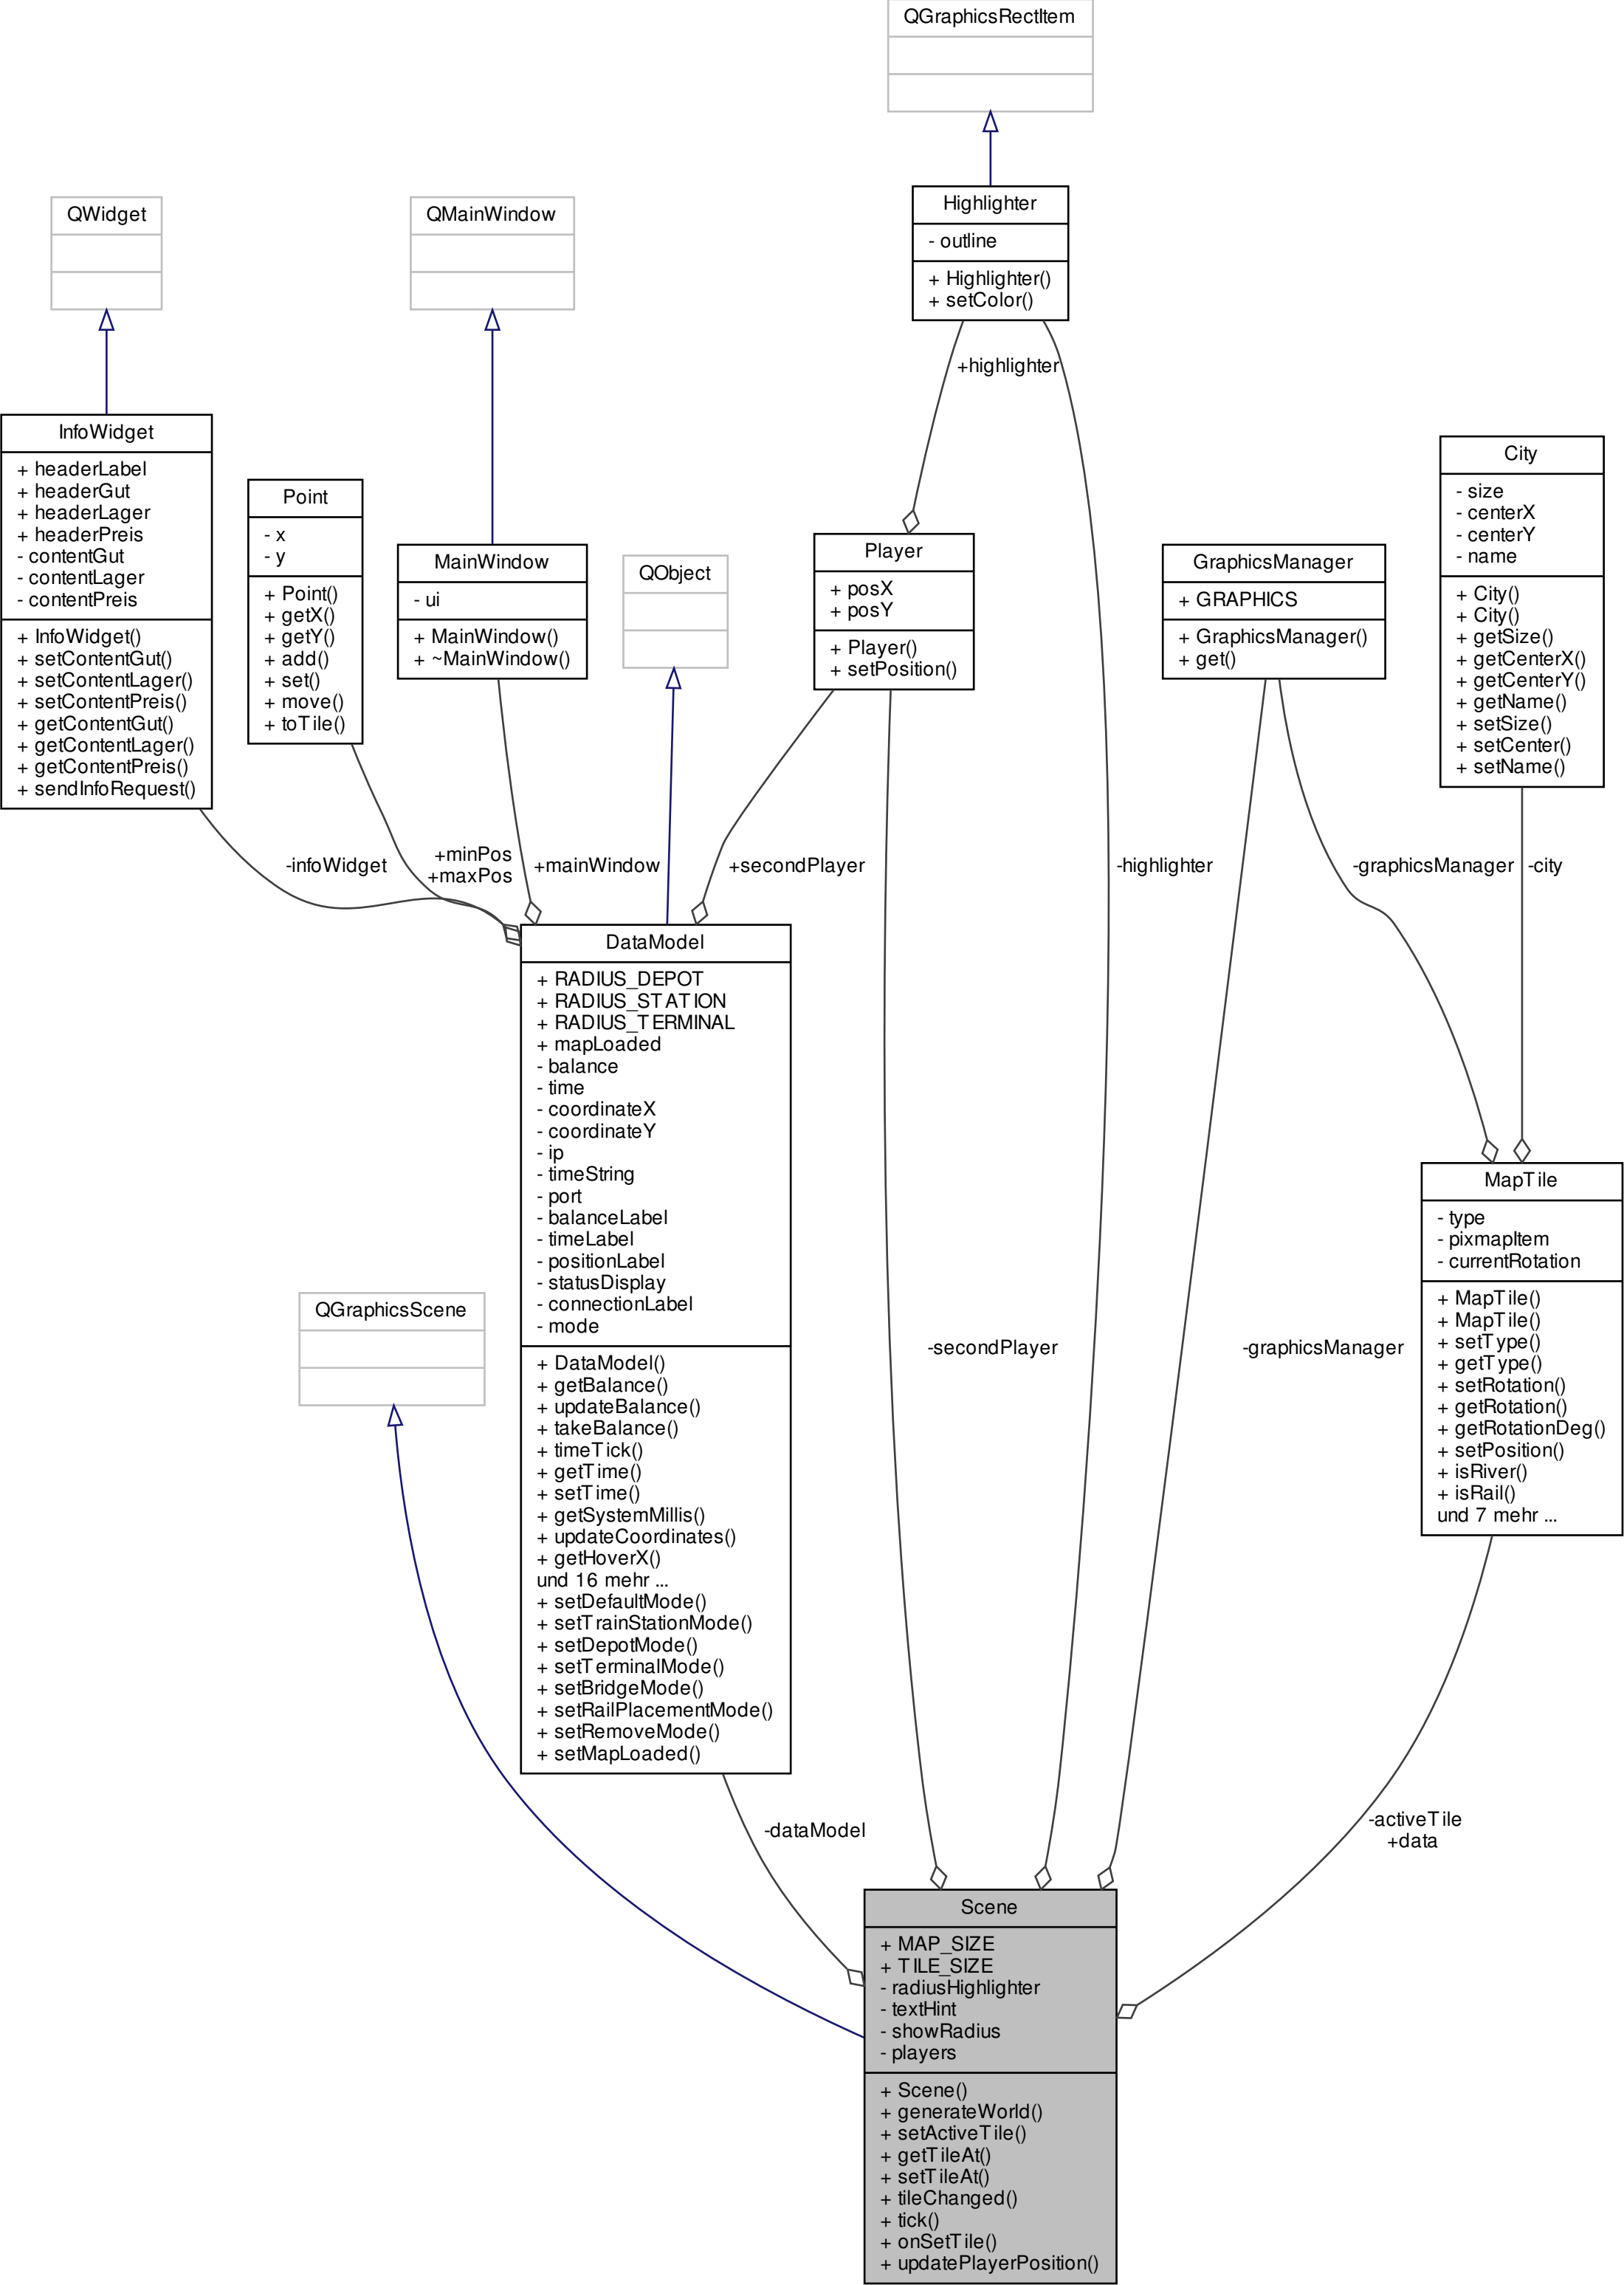 QGraphicsRectItem
Highlighter
- outline
+ Highlighter()
+ setColor()
QWidget
QMainWindow
+highlighter
InfoWidget
+ headerLabel
+ headerGut
+ headerLager
+ headerPreis
- contentGut
- contentLager
- contentPreis
+ InfoWidget()
+ setContentGut()
+ setContentLager()
+ setContentPreis()
+ getContentGut()
+ getContentLager()
+ getContentPreis()
+ sendInfoRequest()
Point
- x
- y
+ Point()
+ getX()
+ getY()
+ add()
+ set()
+ move()
+ toTile()
MainWindow
- ui
+ MainWindow()
+ ~MainWindow()
QObject
Player
+ posX
+ posY
+ Player()
+ setPosition()
GraphicsManager
+ GRAPHICS
+ GraphicsManager()
+ get()
City
- size
- centerX
- centerY
- name
+ City()
+ City()
+ getSize()
+ getCenterX()
+ getCenterY()
+ getName()
+ setSize()
+ setCenter()
+ setName()
-infoWidget
+minPos
+maxPos
+mainWindow
+secondPlayer
-highlighter
-graphicsManager
-city
DataModel
+ RADIUS_DEPOT
+ RADIUS_STATION
+ RADIUS_TERMINAL
+ mapLoaded
- balance
- time
- coordinateX
- coordinateY
- ip
- timeString
- port
- balanceLabel
- timeLabel
- positionLabel
- statusDisplay
- connectionLabel
- mode
+ DataModel()
+ getBalance()
+ updateBalance()
+ takeBalance()
+ timeTick()
+ getTime()
+ setTime()
+ getSystemMillis()
+ updateCoordinates()
+ getHoverX()
und 16 mehr ...
+ setDefaultMode()
+ setTrainStationMode()
+ setDepotMode()
+ setTerminalMode()
+ setBridgeMode()
+ setRailPlacementMode()
+ setRemoveMode()
+ setMapLoaded()
MapTile
- type
- pixmapItem
- currentRotation
+ MapTile()
+ MapTile()
+ setType()
+ getType()
+ setRotation()
+ getRotation()
+ getRotationDeg()
+ setPosition()
+ isRiver()
+ isRail()
und 7 mehr ...
QGraphicsScene
-secondPlayer
-graphicsManager
-dataModel
-activeTile
+data
Scene
+ MAP_SIZE
+ TILE_SIZE
- radiusHighlighter
- textHint
- showRadius
- players
+ Scene()
+ generateWorld()
+ setActiveTile()
+ getTileAt()
+ setTileAt()
+ tileChanged()
+ tick()
+ onSetTile()
+ updatePlayerPosition()